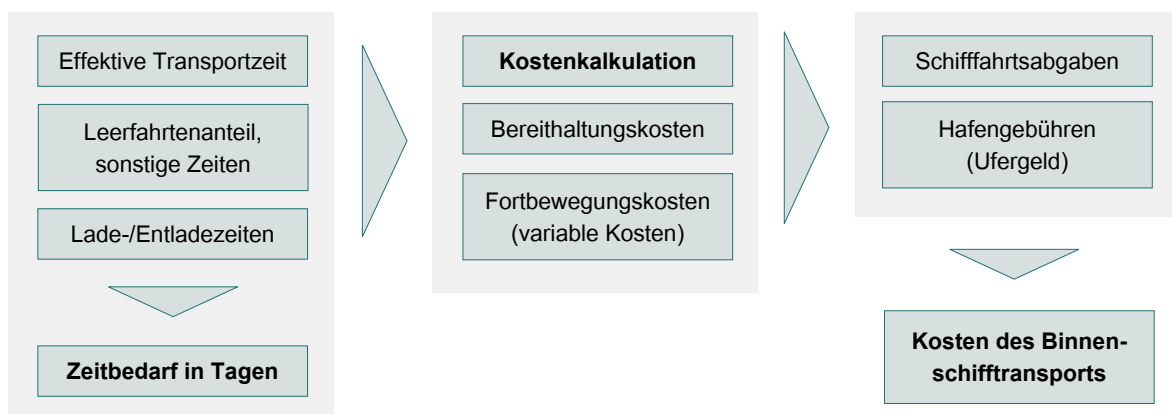 Effektive Transportzeit
Leerfahrtenanteil,
sonstige Zeiten
Lade-/Entladezeiten
Zeitbedarf in Tagen
Kostenkalkulation
Bereithaltungskosten
Fortbewegungskosten
(variable Kosten)
Schifffahrtsabgaben
Hafengebühren
(Ufergeld)
Kosten des Binnen-
schifftransports